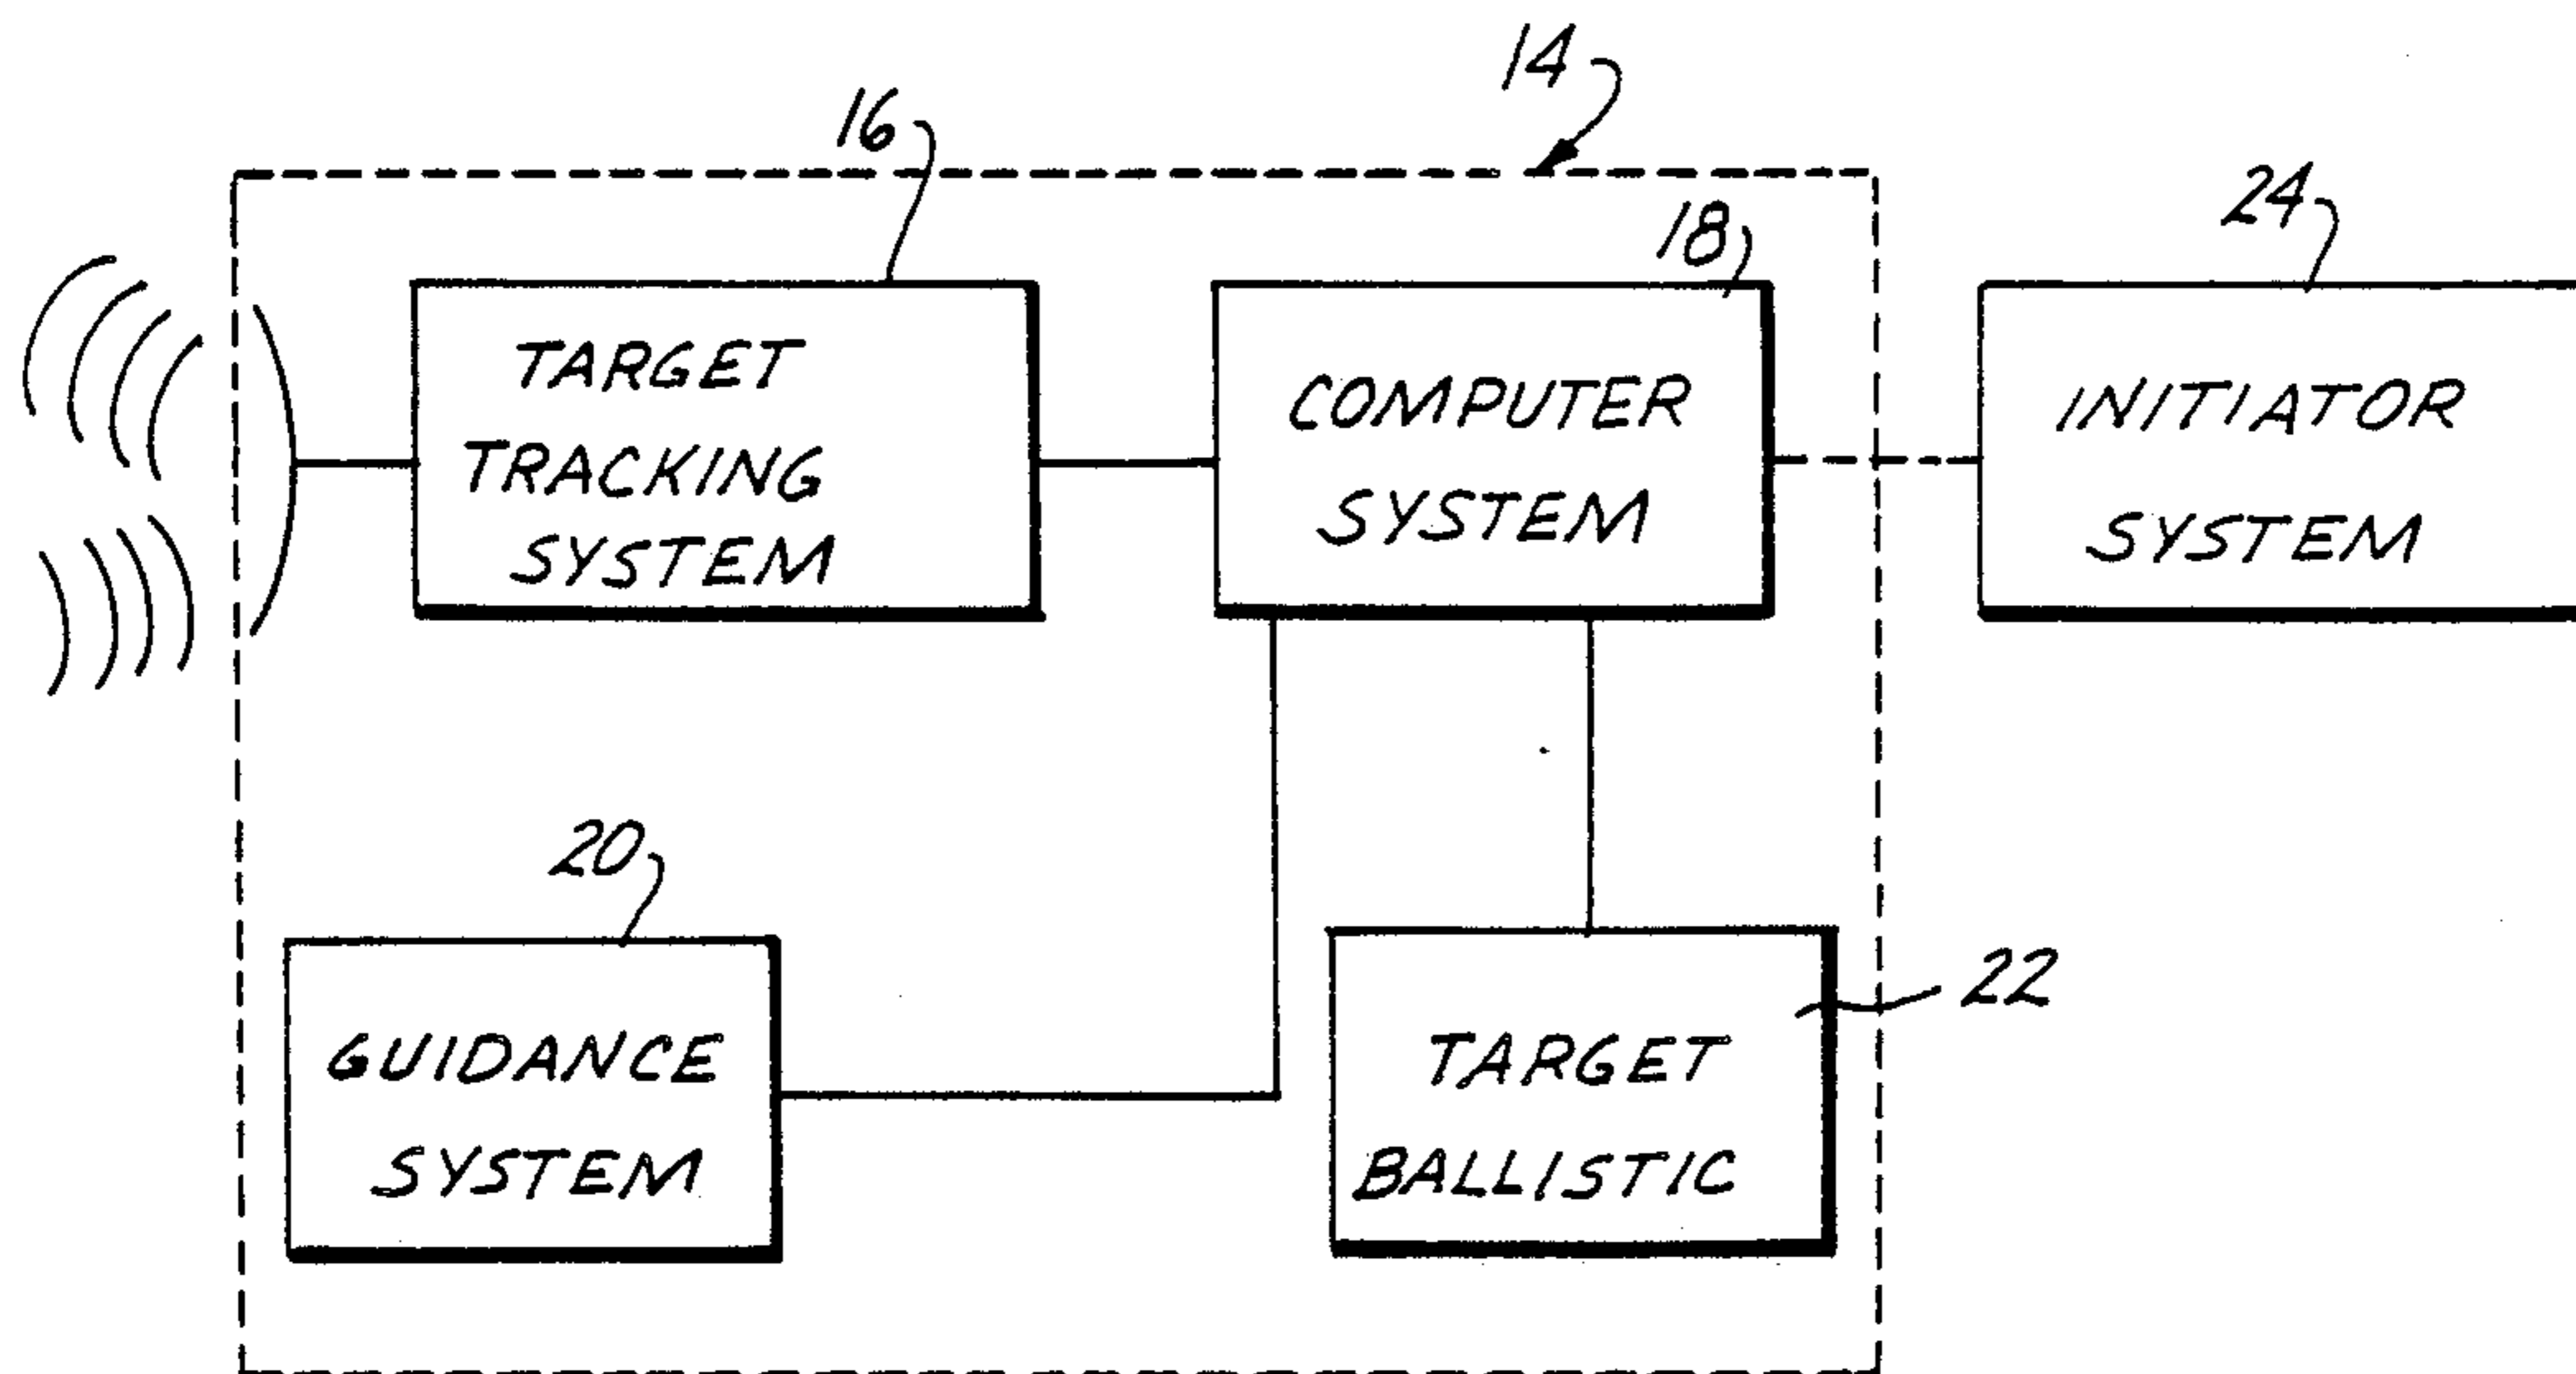 14
16
18
24
TARGET
TRACKING
SYSTEM
COMPUTER
SYSTEM
INITIATOR
SYSTEM
20
22
GUIDANCE
SYSTEM
TARGET
BALLISTIC